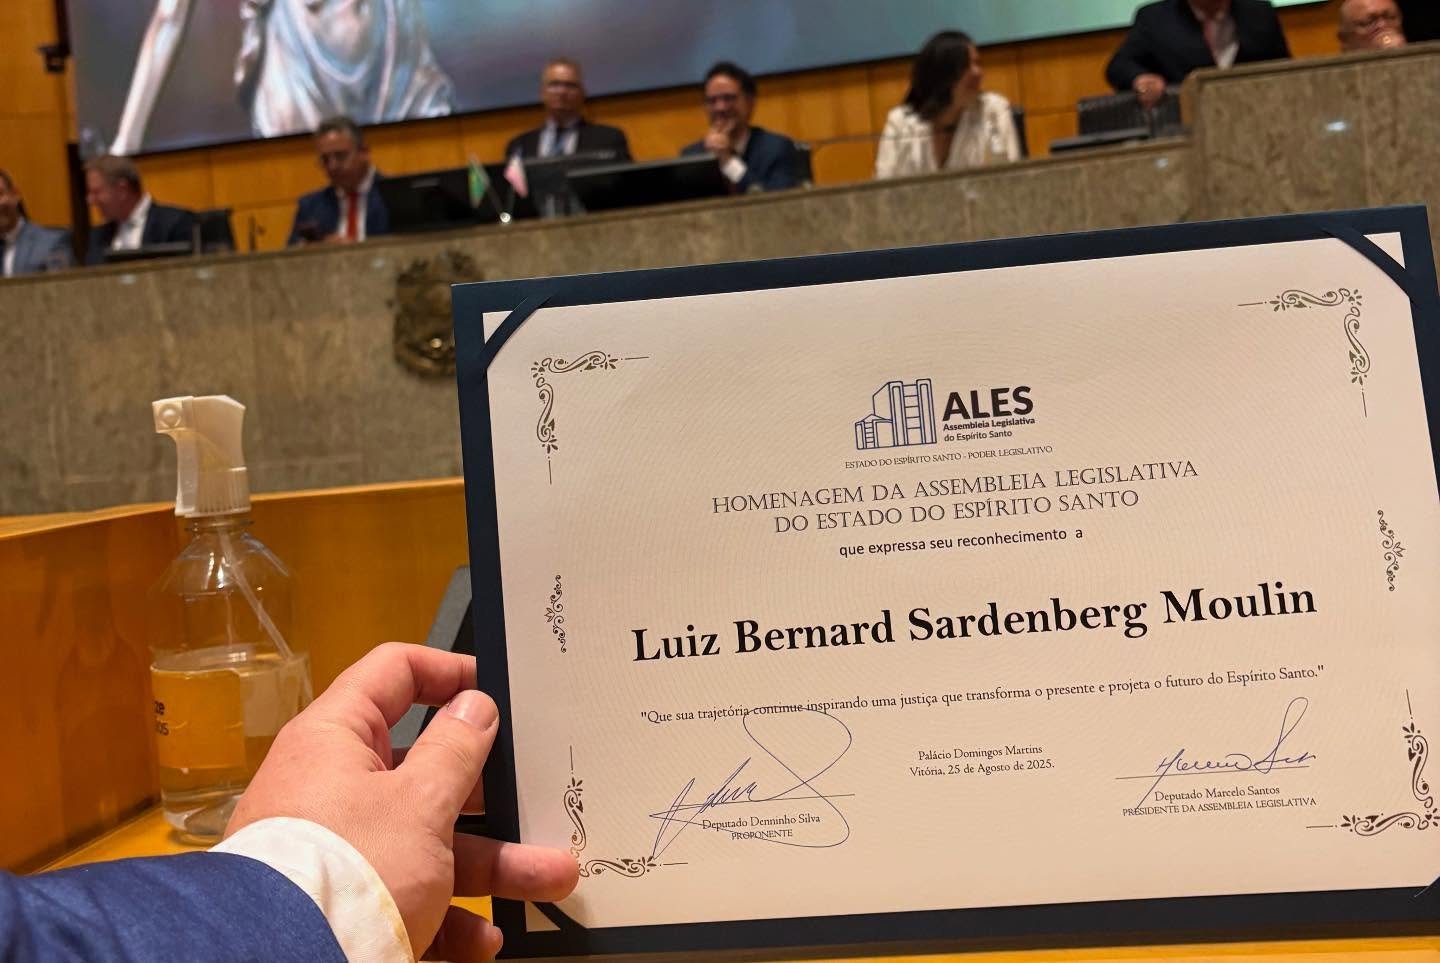 ALES
Assembleia Legislativa
do Espírito Santo
ESTADO DO ESPÍRITO SANTO - PODER LEGISLATIVO
HOMENAGEM DA ASSEMBLEIA LEGISLATIVA
DO ESTADO DO ESPÍRITO SANTO
que expressa seu reconhecimento a
Luiz Bernard Sardenberg Moulin
"Que sua trajetória continue inspirando uma justiça que transforma o presente e projeta o futuro do Espírito Santo."
Palácio Domingos Martins
Vitória, 25 de Agosto de 2025.
Deputado Denninho Silva
PROPONENTE
Deputado Marcelo Santos
PRESIDENTE DA ASSEMBLEIA LEGISLATIVA